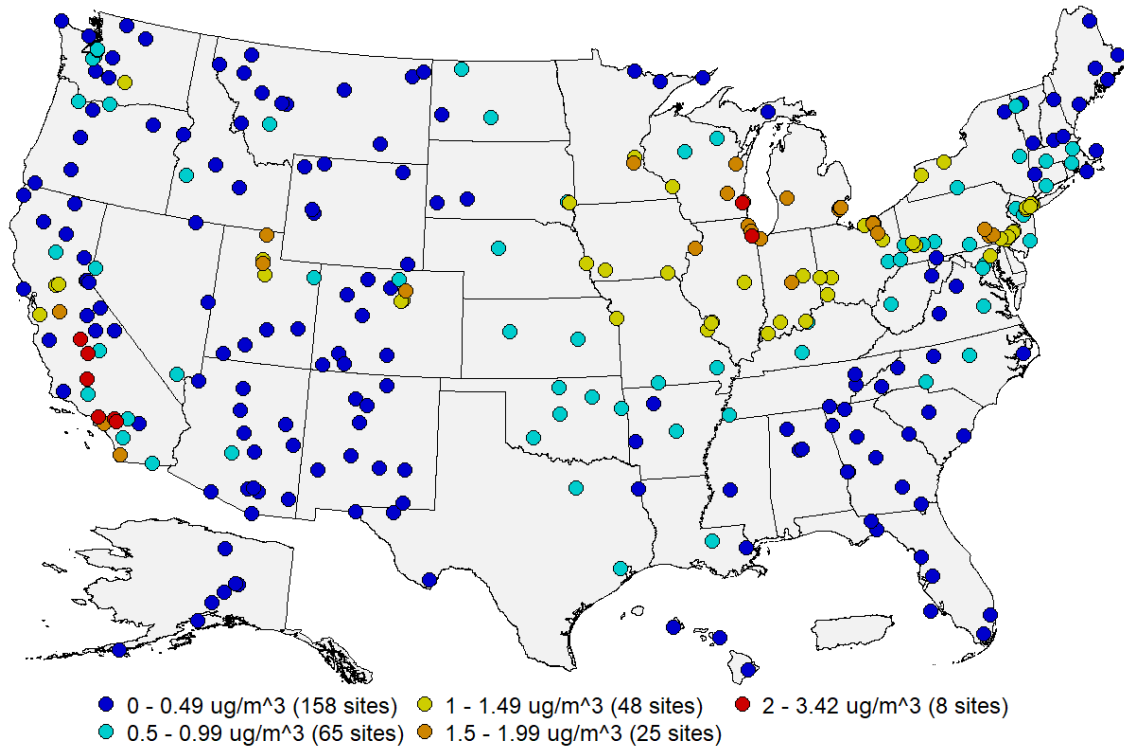 0 - 0.49 ug/m^3 (158 sites) 1 - 1.49 ug/m^3 (48 sites) 2 - 3.42 ug/m^3 (8 sites)
0.5 - 0.99 ug/m^3 (65 sites) 1.5 - 1.99 ug/m^3 (25 sites)